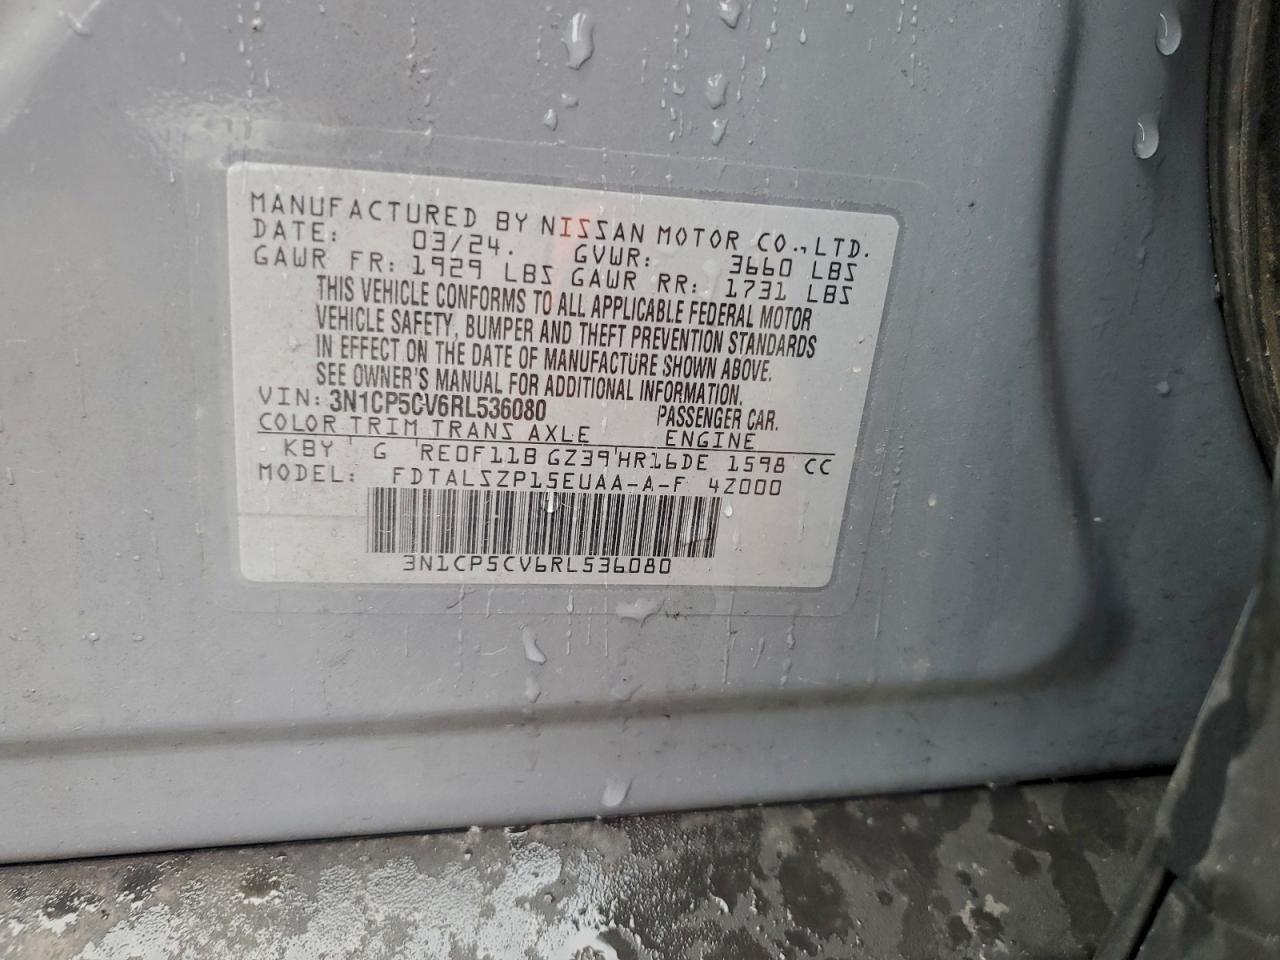 MANUFACTURED BY NISSAN MOTOR CO., LTD.
DATE: 03/24. GVWR: 3660 LBS
GAWR FR: 1929 LBS GAWR RR: 1731 LBS
THIS VEHICLE CONFORMS TO ALL APPLICABLE FEDERAL MOTOR
VEHICLE SAFETY, BUMPER AND THEFT PREVENTION STANDARDS
IN EFFECT ON THE DATE OF MANUFACTURE SHOWN ABOVE.
SEE OWNER'S MANUAL FOR ADDITIONAL INFORMATION.
VIN: 3N1CP5CV6RL536080 PASSENGER CAR.
COLOR TRIM TRANS AXLE ENGINE
KBY G RE0F11B GZ39 HR16DE 1598 CC
MODEL: FDTALSZP15EUAA-A-F 4Z000
3N1CP5CV6RL536080